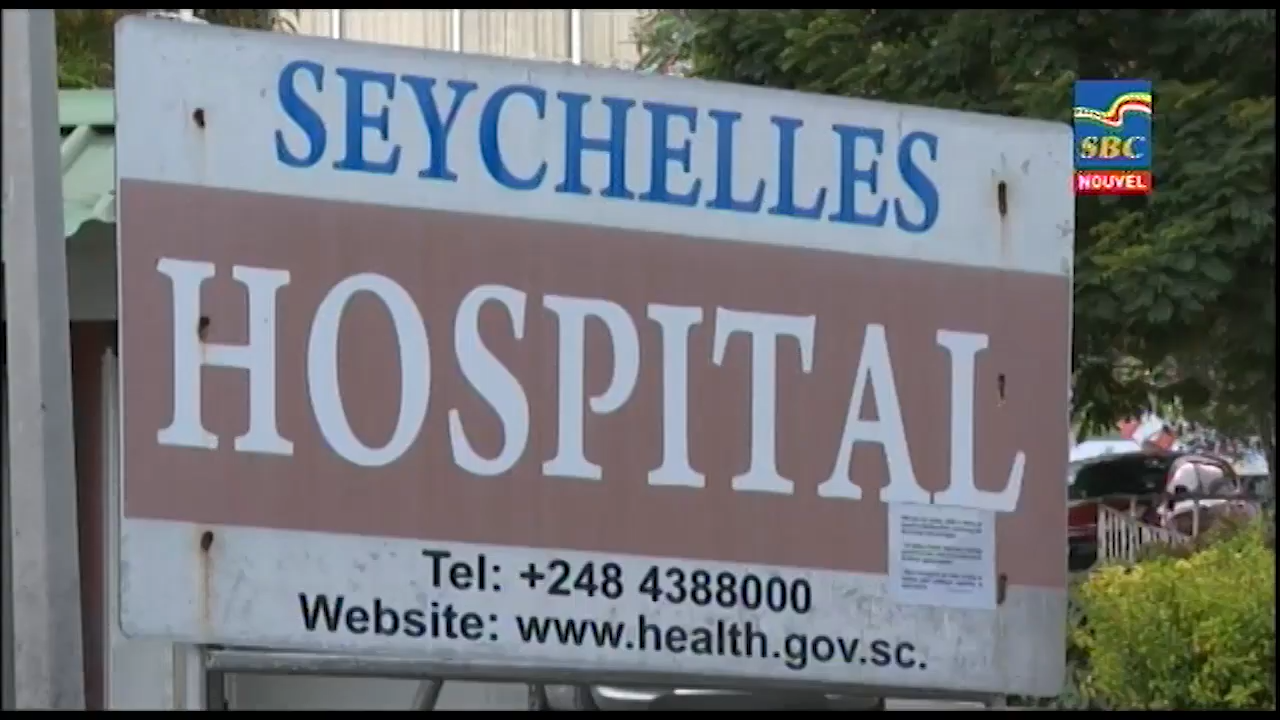 SEYCHELLES
HOSPITAL
Tel: +248 4388000
Website: www.health.gov.sc.
SBC
NOUVEL